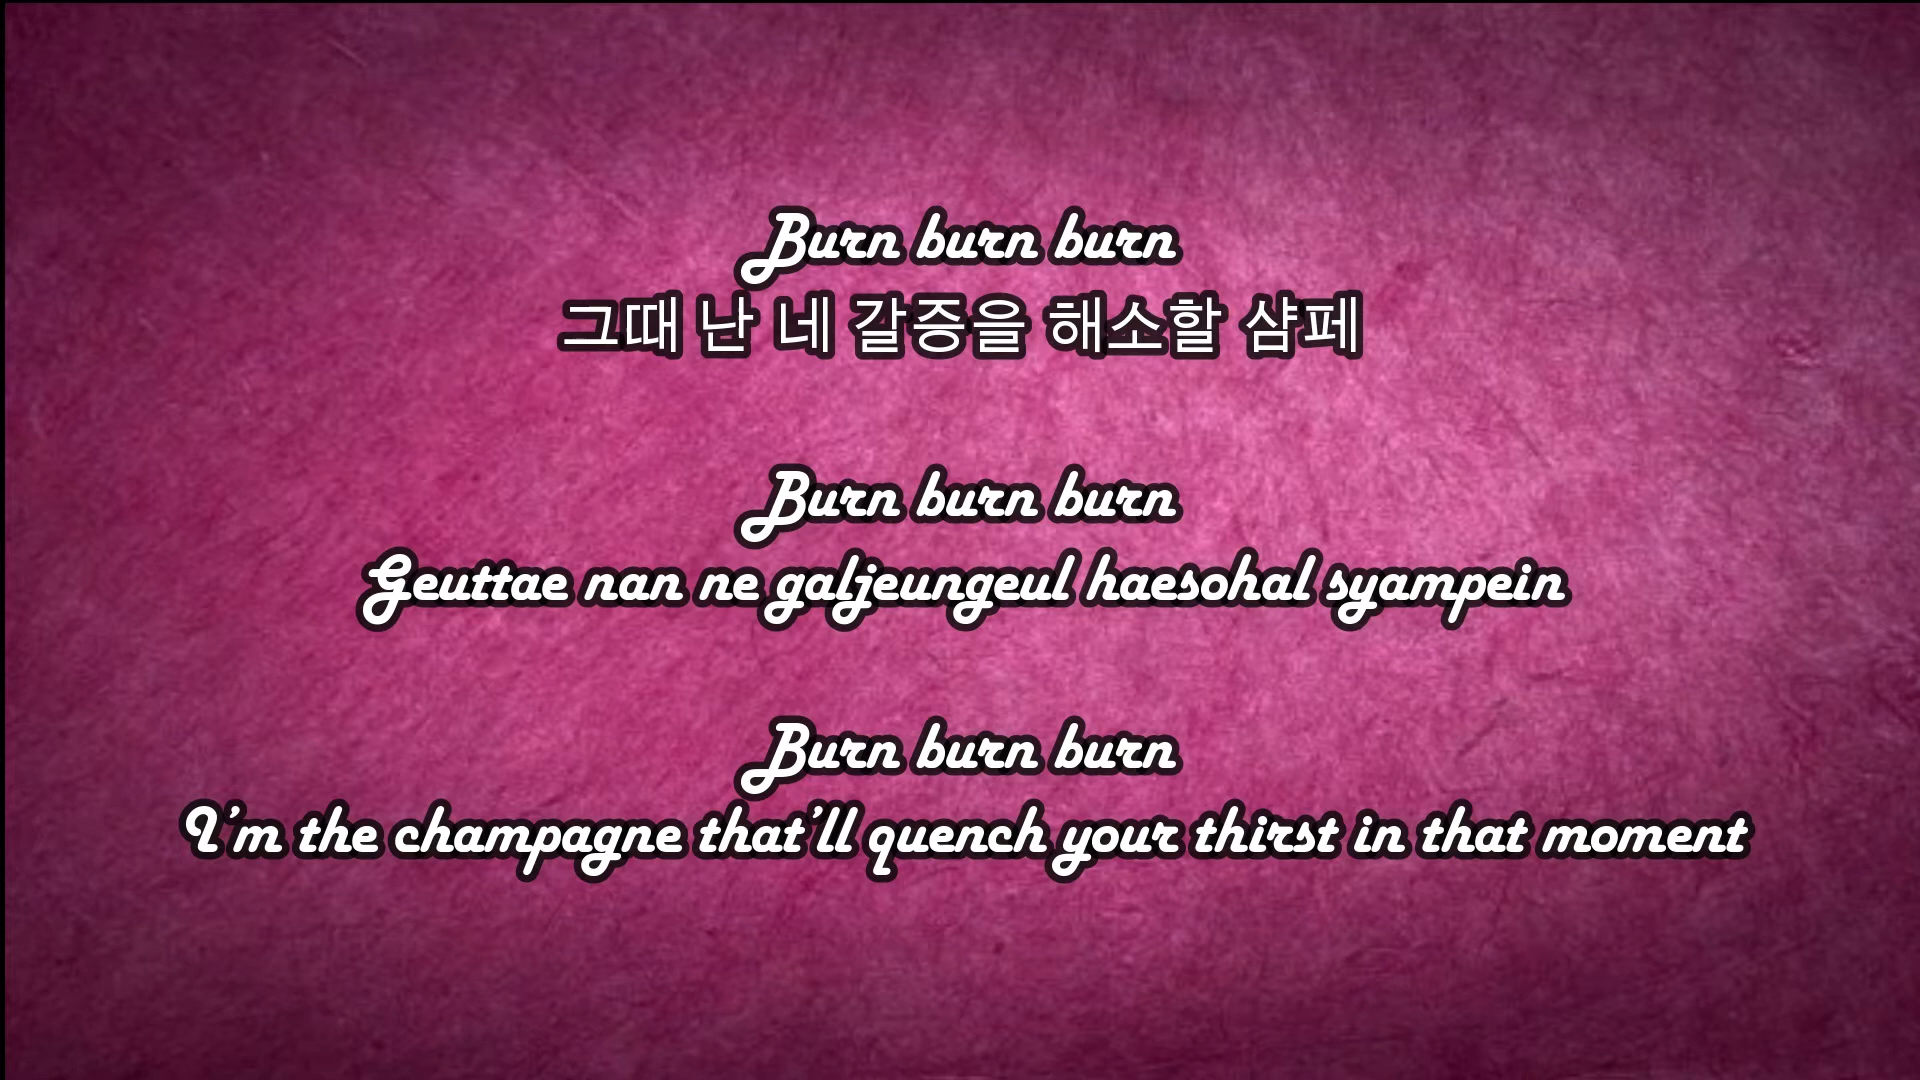 Burn burn burn
그때 난 네 갈증을 해소할 샴페
Burn burn burn
Geuttae nan ne galjeungeul haesohal syampein
Burn burn burn
I'm the champagne that'll quench your thirst in that moment